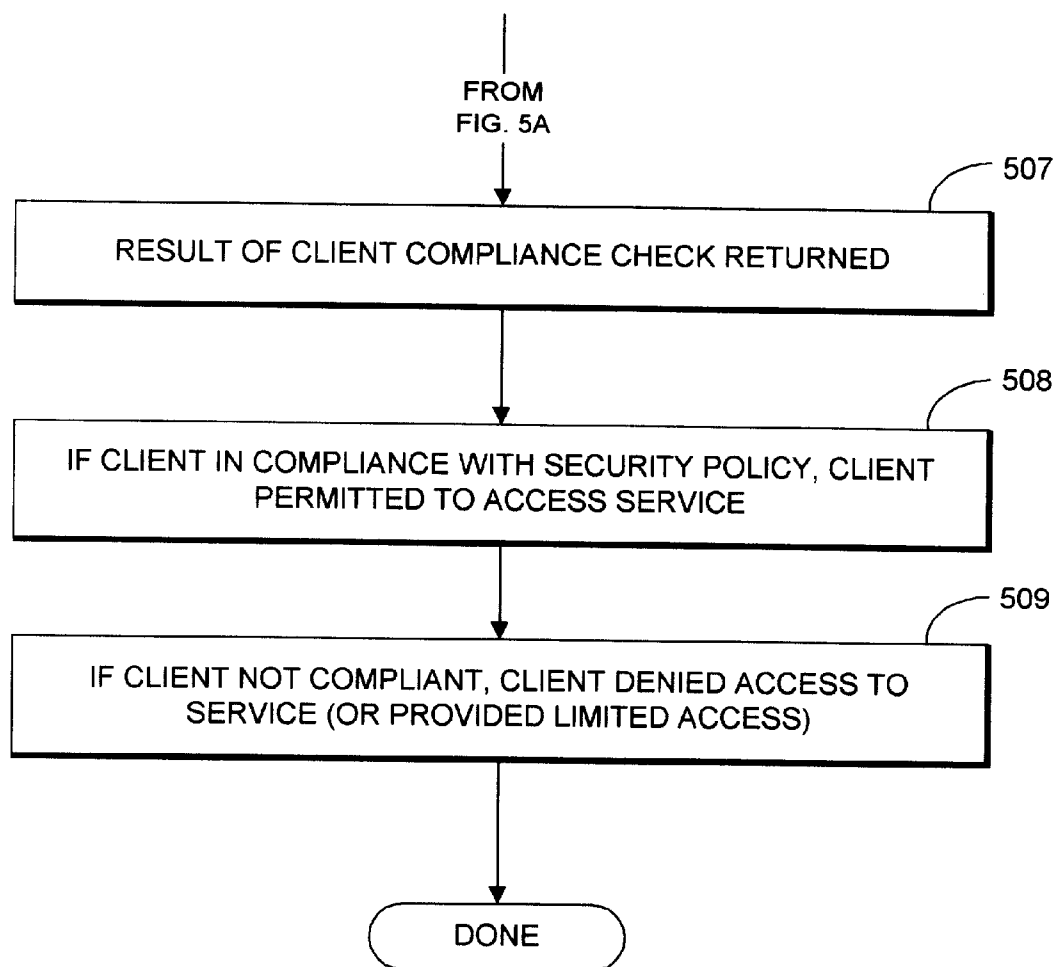 FROM
FIG. 5A
507
RESULT OF CLIENT COMPLIANCE CHECK RETURNED
508
IF CLIENT IN COMPLIANCE WITH SECURITY POLICY, CLIENT
PERMITTED TO ACCESS SERVICE
509
IF CLIENT NOT COMPLIANT, CLIENT DENIED ACCESS TO
SERVICE (OR PROVIDED LIMITED ACCESS)
DONE